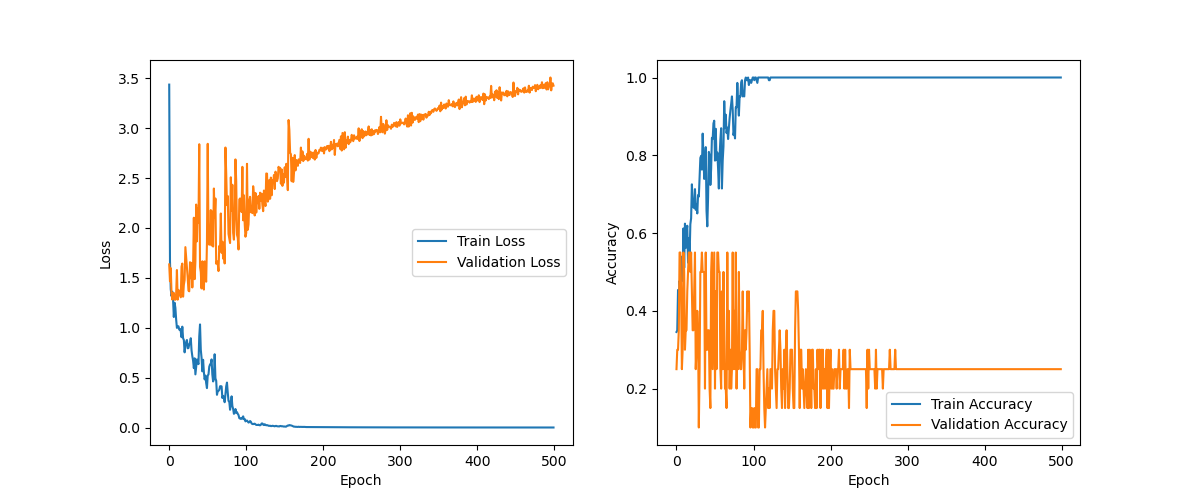 3.5
3.0
2.5
2.0
1.5
1.0
0.5
0.0
Loss
0 100 200 300 400 500
Epoch
Train Loss
Validation Loss
1.0
0.8
0.6
0.4
0.2
Accuracy
0 100 200 300 400 500
Epoch
Train Accuracy
Validation Accuracy